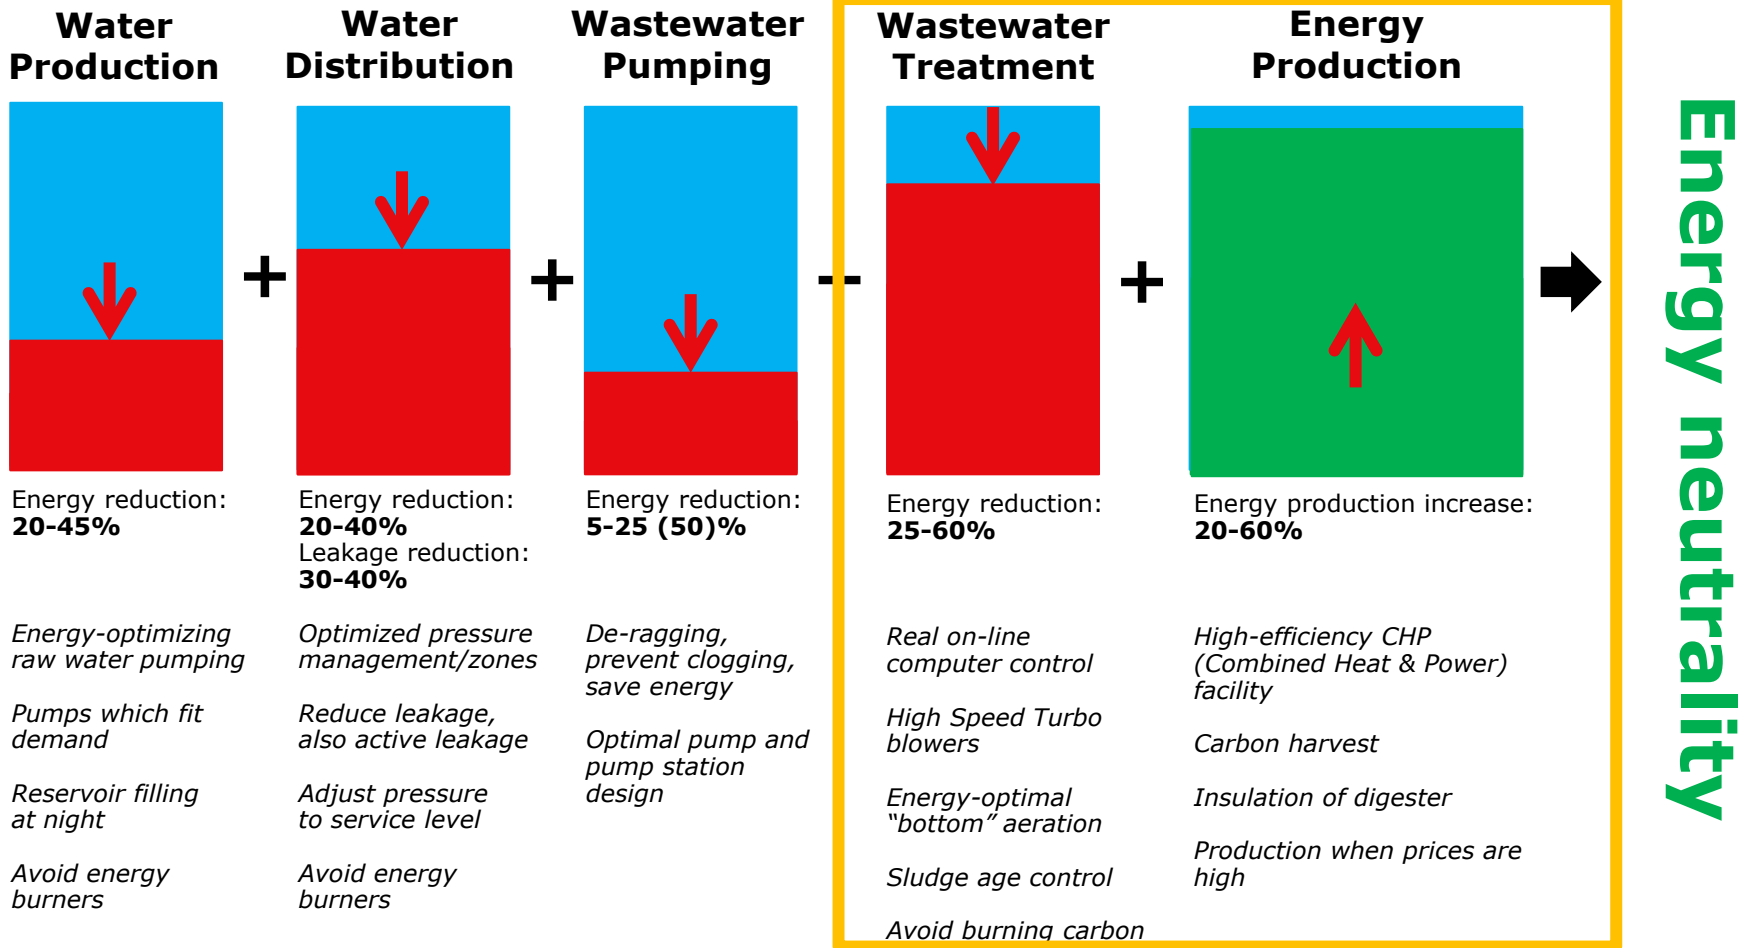 Water
Production
Energy reduction:
20-45%
Energy-optimizing
raw water pumping
Pumps which fit
demand
Reservoir filling
at night
Avoid energy
burners
+
Water
Distribution
Energy reduction:
20-40%
Leakage reduction:
30-40%
Optimized pressure
management/zones
Reduce leakage,
also active leakage
Adjust pressure
to service level
Avoid energy
burners
+
Wastewater
Pumping
Energy reduction:
5-25 (50)%
De-ragging,
prevent clogging,
save energy
Optimal pump and
pump station
design
+
Wastewater
Treatment
Energy reduction:
25-60%
Real on-line
computer control
High Speed Turbo
blowers
Energy-optimal
“bottom” aeration
Sludge age control
Avoid burning carbon
+
Energy
Production
Energy production increase:
20-60%
High-efficiency CHP
(Combined Heat & Power)
facility
Carbon harvest
Insulation of digester
Production when prices are
high
Energy neutrality